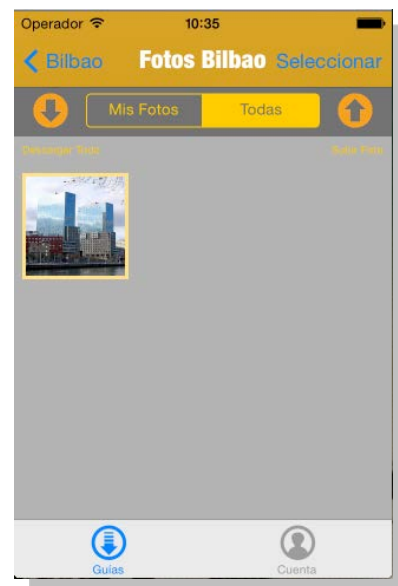 Operador 10:35
Bilbao Fotos Bilbao Seleccionar
Mis Fotos Todas
Descargar Todo Subir Foto
Guías Cuenta